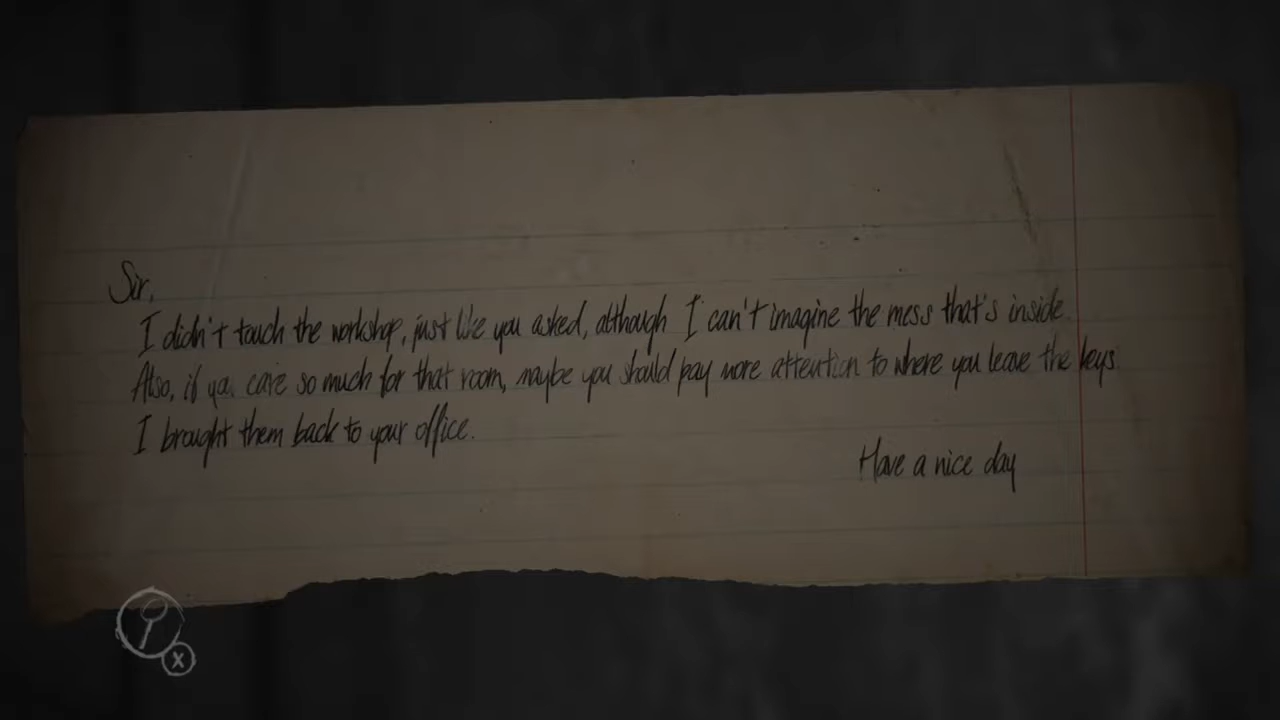 Sir,
I didn't touch the workshop, just like you asked, although I can't imagine the mess that's inside.
Also, if you care so much for that room, maybe you should pay more attention to where you leave the keys.
I brought them back to your office.
Have a nice day
X